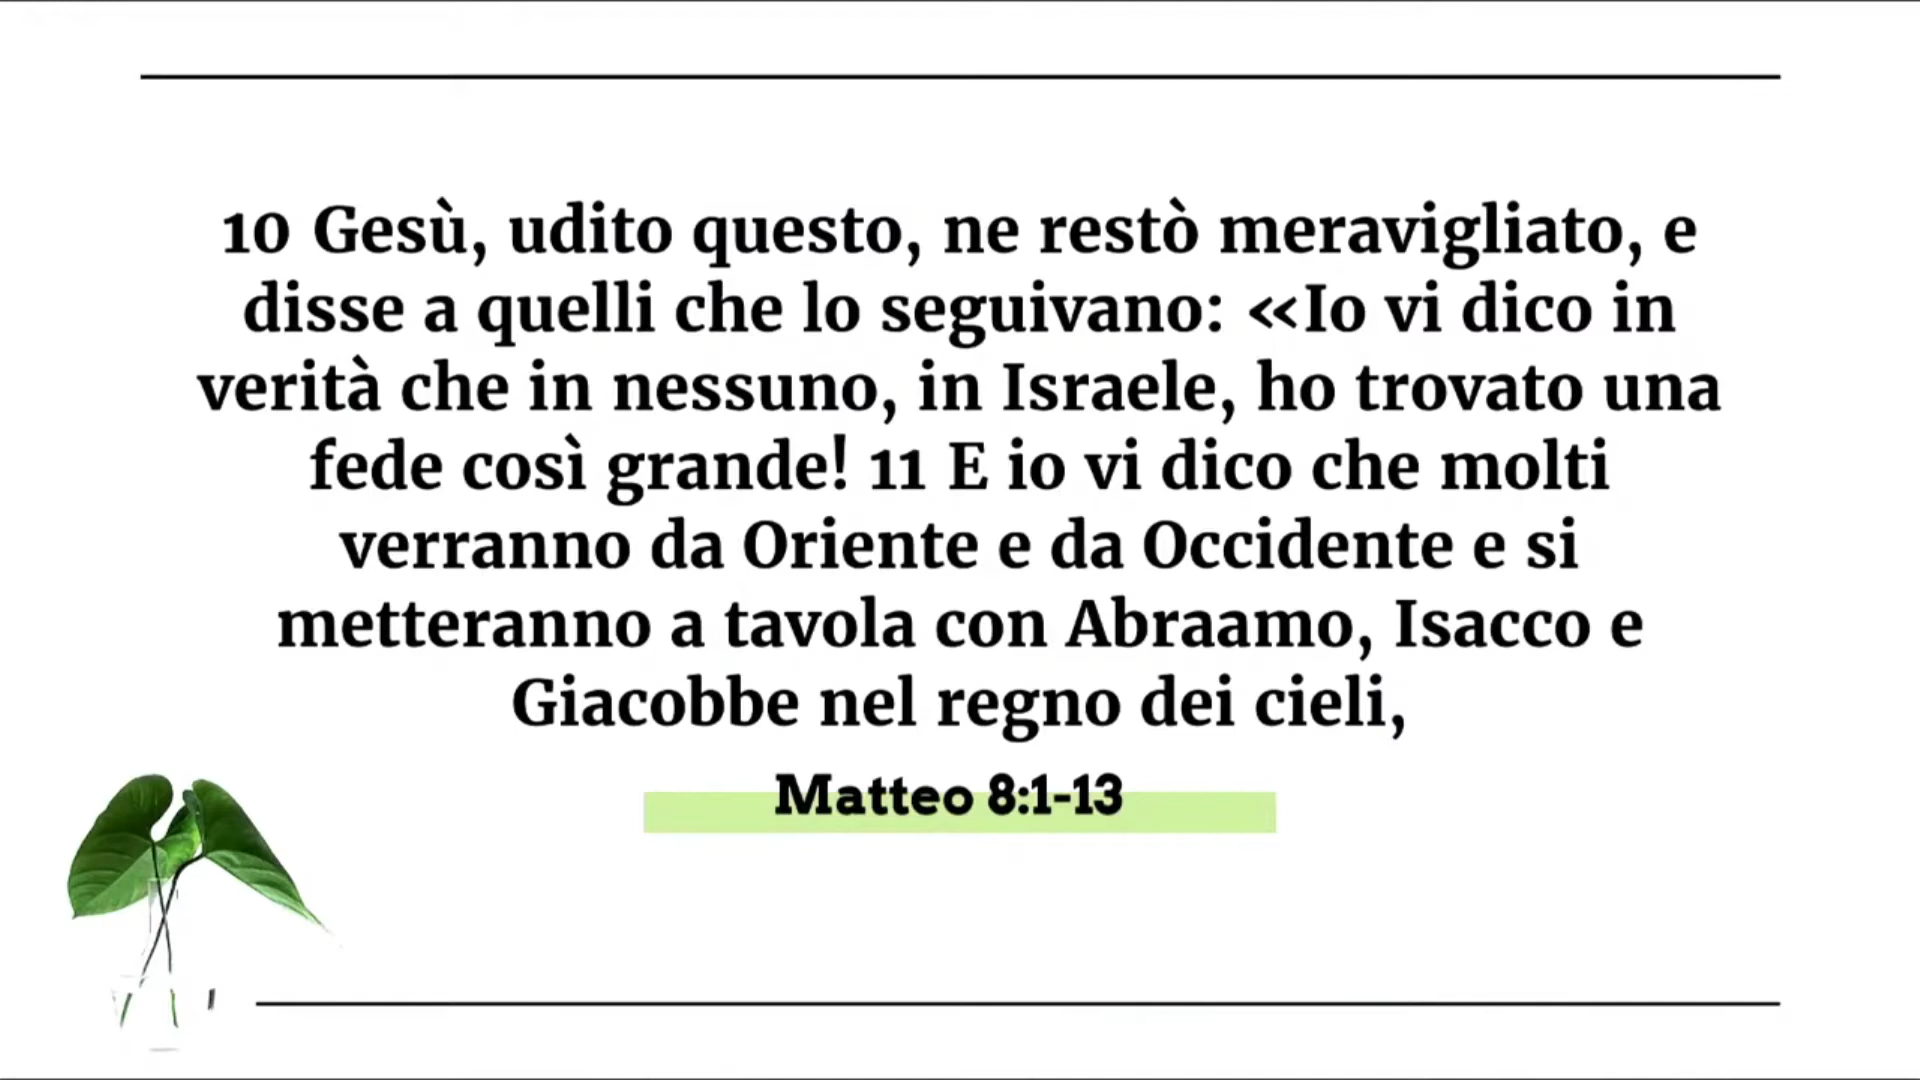 10 Gesù, udito questo, ne restò meravigliato, e
disse a quelli che lo seguivano: «Io vi dico in
verità che in nessuno, in Israele, ho trovato una
fede così grande! 11 E io vi dico che molti
verranno da Oriente e da Occidente e si
metteranno a tavola con Abraamo, Isacco e
Giacobbe nel regno dei cieli,
Matteo 8:1-13